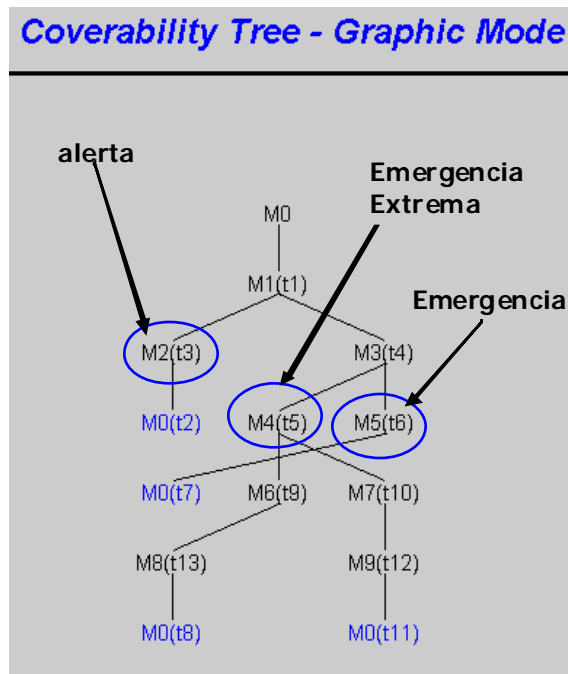 Coverability Tree - Graphic Mode
alerta
Emergencia
Extrema
M0
M1(t1)
Emergencia
M2(t3) M3(t4)
M0(t2) M4(t5) M5(t6)
M0(t7) M6(t9) M7(t10)
M8(t13) M9(t12)
M0(t8) M0(t11)